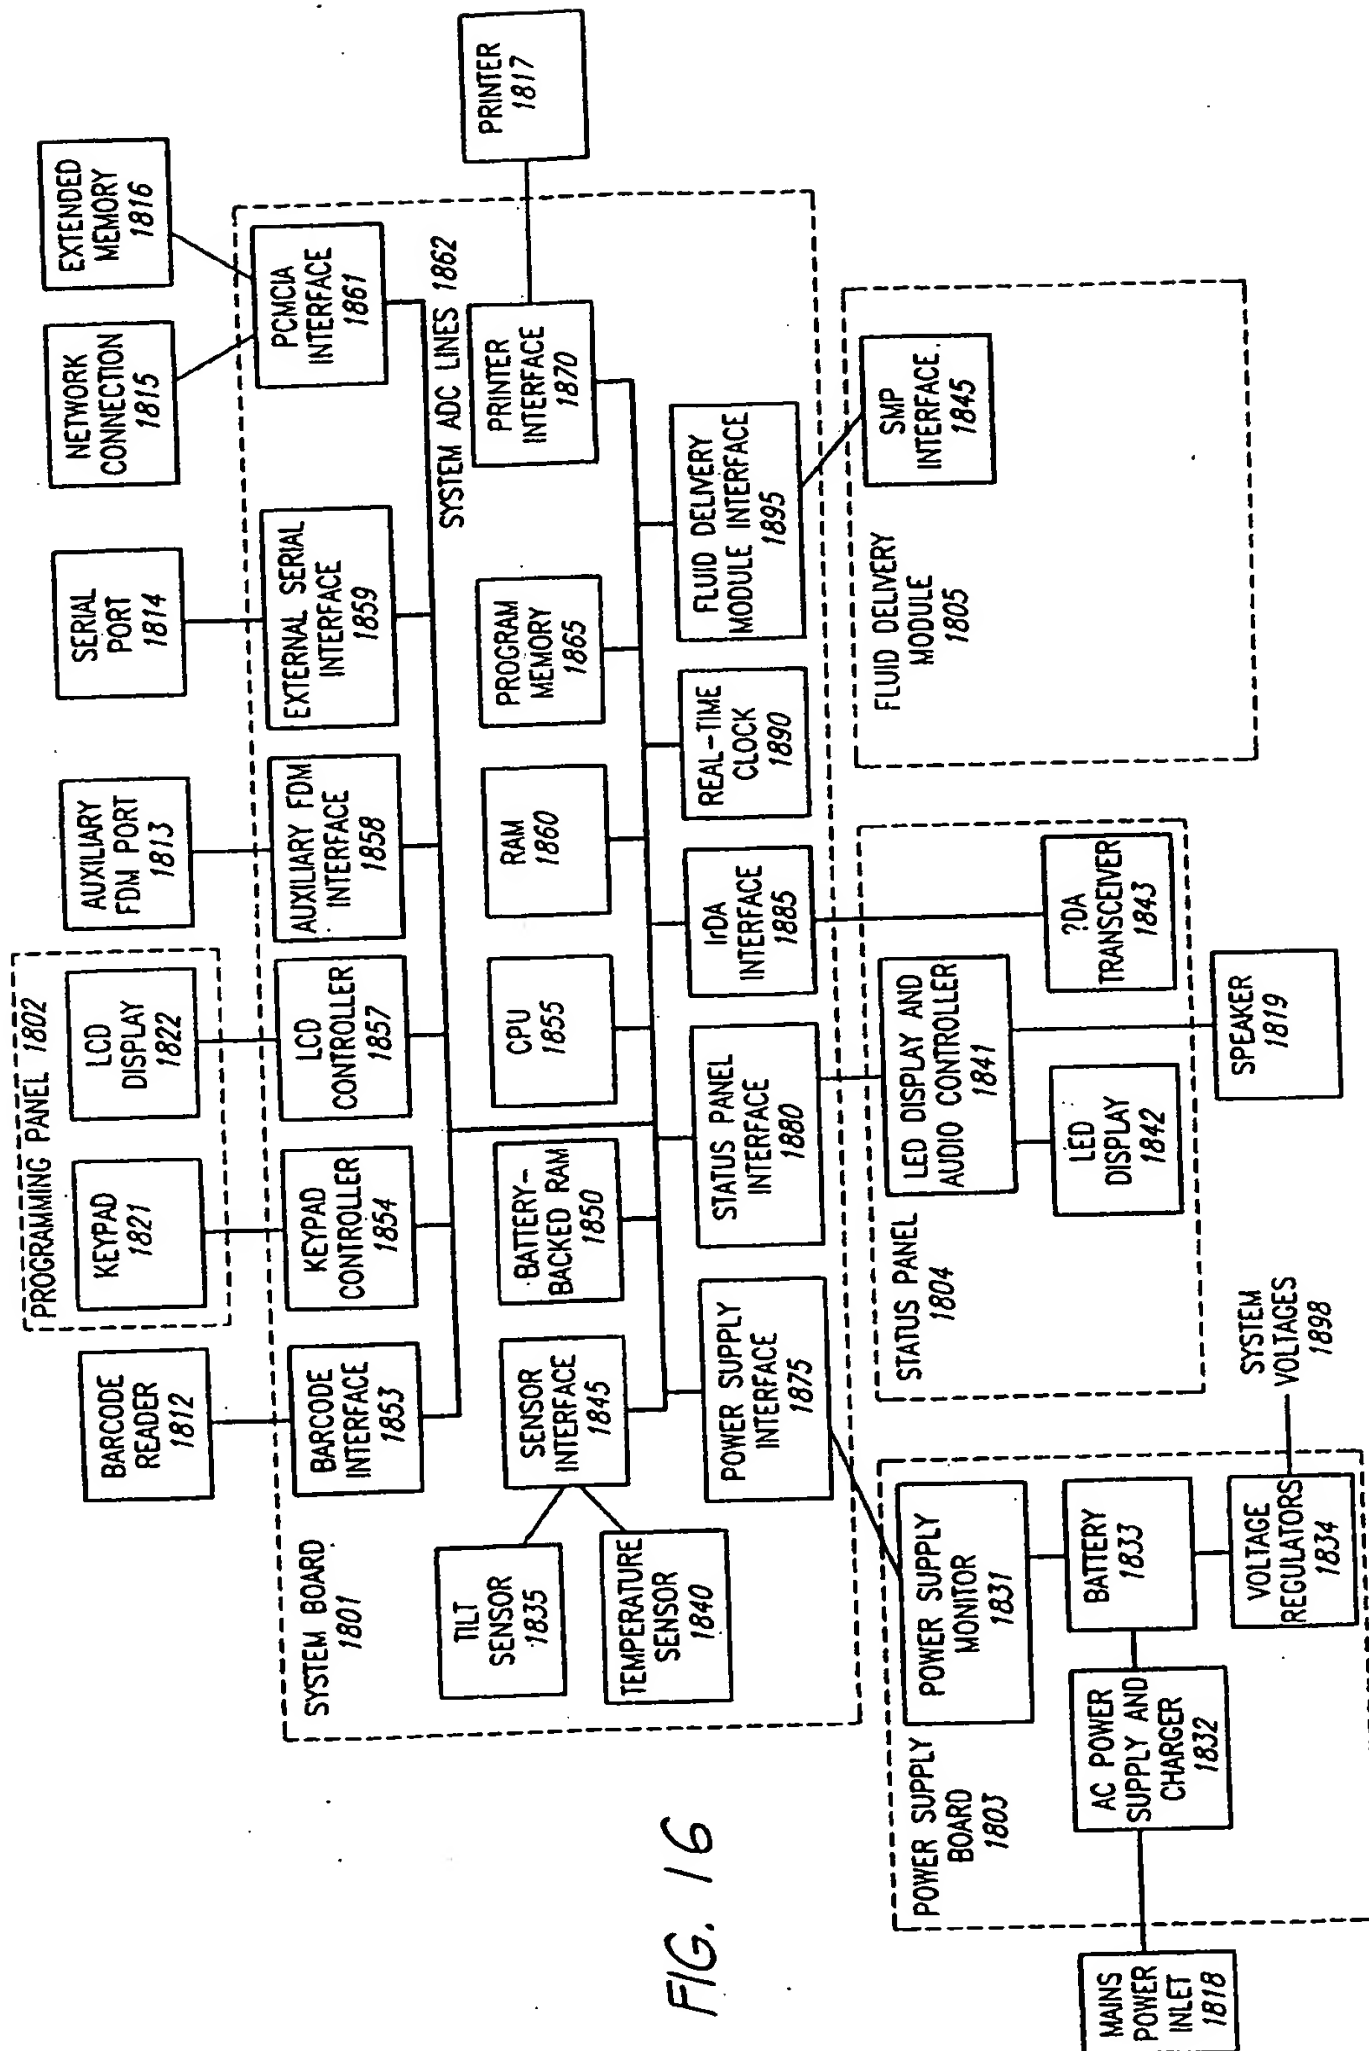 PROGRAMMING PANEL 1802
BARCODE
READER
1812
KEYPAD
1821
LCD
DISPLAY
1822
AUXILIARY
FDM PORT
1813
SERIAL
PORT
1814
NETWORK
CONNECTION
1815
EXTENDED
MEMORY
1816
SYSTEM BOARD
1801
BARCODE
INTERFACE
1853
KEYPAD
CONTROLLER
1854
LCD
CONTROLLER
1857
AUXILIARY FDM
INTERFACE
1858
EXTERNAL SERIAL
INTERFACE
1859
PCMCIA
INTERFACE
1861
SYSTEM ADC LINES 1862
TILT
SENSOR
1835
TEMPERATURE
SENSOR
1840
SENSOR
INTERFACE
1845
BATTERY-
BACKED RAM
1850
CPU
1855
RAM
1860
PROGRAM
MEMORY
1865
PRINTER
INTERFACE
1870
PRINTER
1817
POWER SUPPLY
INTERFACE
1875
STATUS PANEL
INTERFACE
1880
IrDA
INTERFACE
1885
REAL-TIME
CLOCK
1890
FLUID DELIVERY
MODULE INTERFACE
1895
POWER SUPPLY
BOARD
1803
POWER SUPPLY
MONITOR
1831
MAINS
POWER
INLET
1818
AC POWER
SUPPLY AND
CHARGER
1832
BATTERY
1833
VOLTAGE
REGULATORS
1834
SYSTEM
VOLTAGES
1898
STATUS PANEL
1804
LED DISPLAY AND
AUDIO CONTROLLER
1841
LED
DISPLAY
1842
?DA
TRANSCEIVER
1843
SPEAKER
1819
FLUID DELIVERY
MODULE
1805
SMP
INTERFACE.
1845
FIG. 16